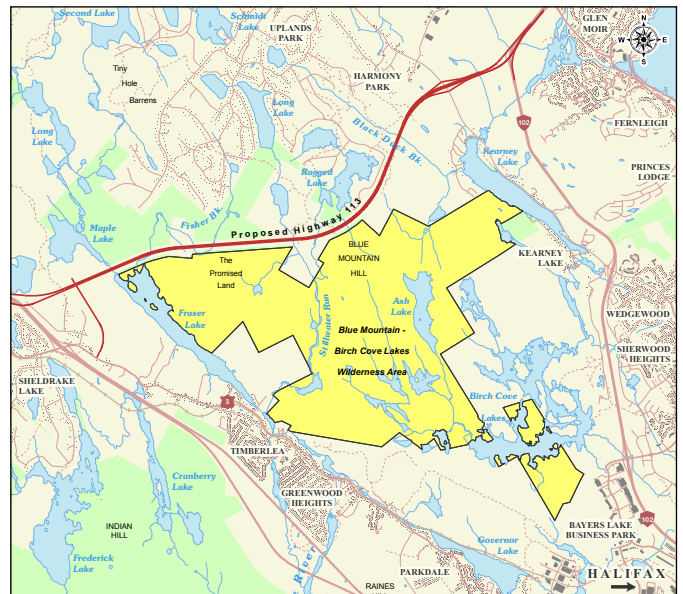 Second Lake
Schmidt
Lake
UPLANDS
PARK
GLEN
MOIR
N
W
E
S
Tiny
Hole
Barrens
HARMONY
PARK
Long
Lake
Long
Lake
102
FERNLEIGH
Black Duck Bk.
Kearney
Lake
PRINCES
LODGE
Ragged
Lake
Maple
Lake
Fisher Bk.
Proposed Highway 113
BLUE
MOUNTAIN
HILL
KEARNEY
LAKE
The
Promised
Land
Ash
Lake
Fraser
Lake
Stillwater Run
WEDGEWOOD
Blue Mountain -
Birch Cove Lakes
Wilderness Area
SHERWOOD
HEIGHTS
SHELDRAKE
LAKE
3
Birch Cove
Lakes
TIMBERLEA
Cranberry
Lake
GREENWOOD
HEIGHTS
INDIAN
HILL
102
BAYERS LAKE
BUSINESS PARK
Governor
Lake
Frederick
Lake
River
PARKDALE
HALIFAX
RAINES